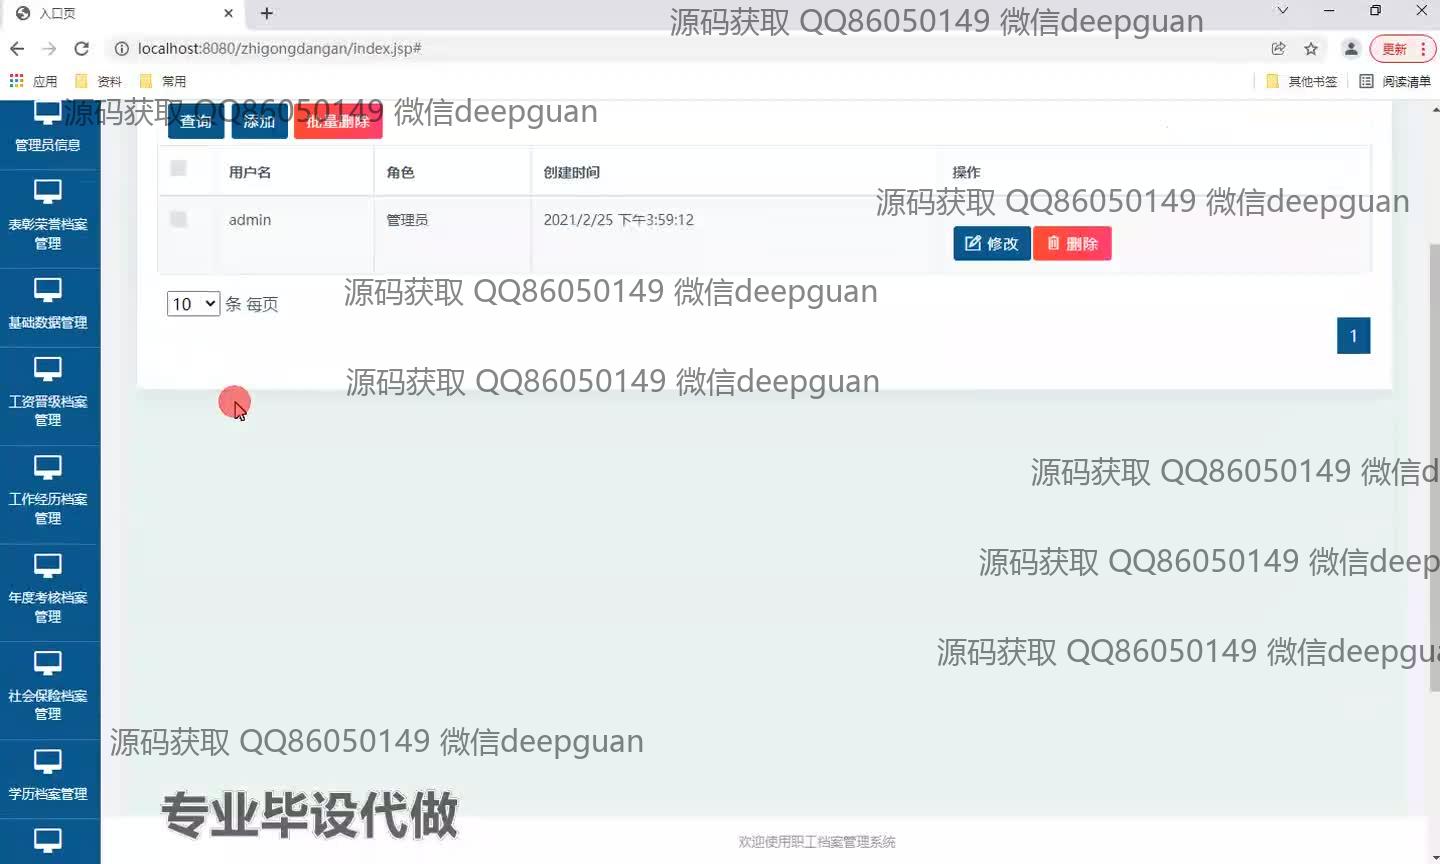 入口页
源码获取 QQ86050149 微信deepguan
localhost:8080/zhigongdangan/index.jsp#
更新
应用 资料 常用 其他书签 阅读清单
源码获取 QQ86050149 微信deepguan
查询 添加 批量删除
管理员信息
用户名 角色 创建时间 操作
源码获取 QQ86050149 微信deepguan
admin 管理员 2021/2/25 下午3:59:12
表彰荣誉档案
管理
修改 删除
源码获取 QQ86050149 微信deepguan
10 条 每页
基础数据管理
1
源码获取 QQ86050149 微信deepguan
工资晋级档案
管理
源码获取 QQ86050149 微信d
工作经历档案
管理
源码获取 QQ86050149 微信deep
年度考核档案
管理
源码获取 QQ86050149 微信deepgua
社会保险档案
管理
源码获取 QQ86050149 微信deepguan
学历档案管理
专业毕设代做
欢迎使用职工档案管理系统